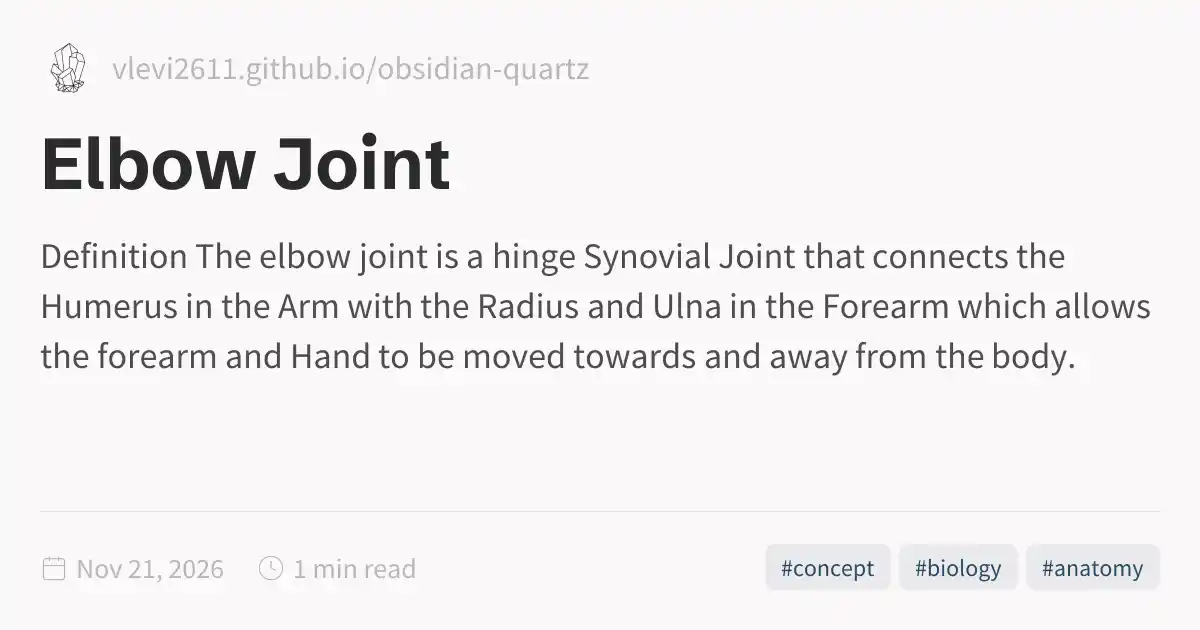 vlevi2611.github.io/obsidian-quartz
Elbow Joint
Definition The elbow joint is a hinge Synovial Joint that connects the
Humerus in the Arm with the Radius and Ulna in the Forearm which allows
the forearm and Hand to be moved towards and away from the body.
Nov 21, 2026 1 min read #concept #biology #anatomy